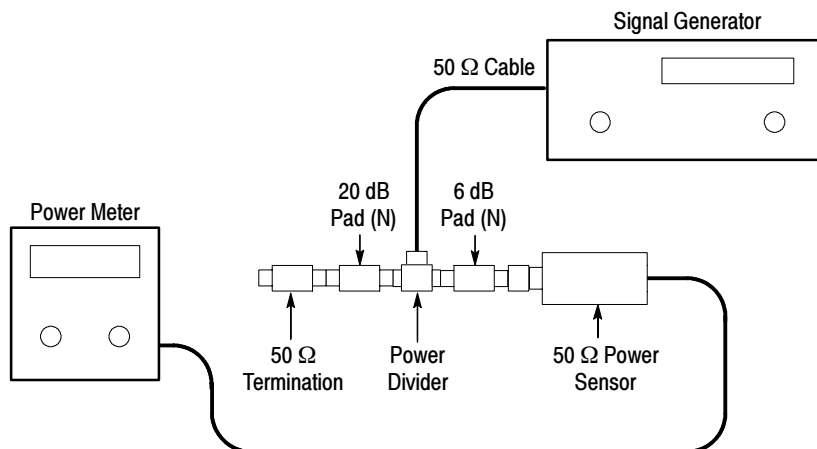 Signal Generator
50 Ω Cable
20 dB
Pad (N)
6 dB
Pad (N)
Power Meter
50 Ω
Termination
Power
Divider
50 Ω Power
Sensor